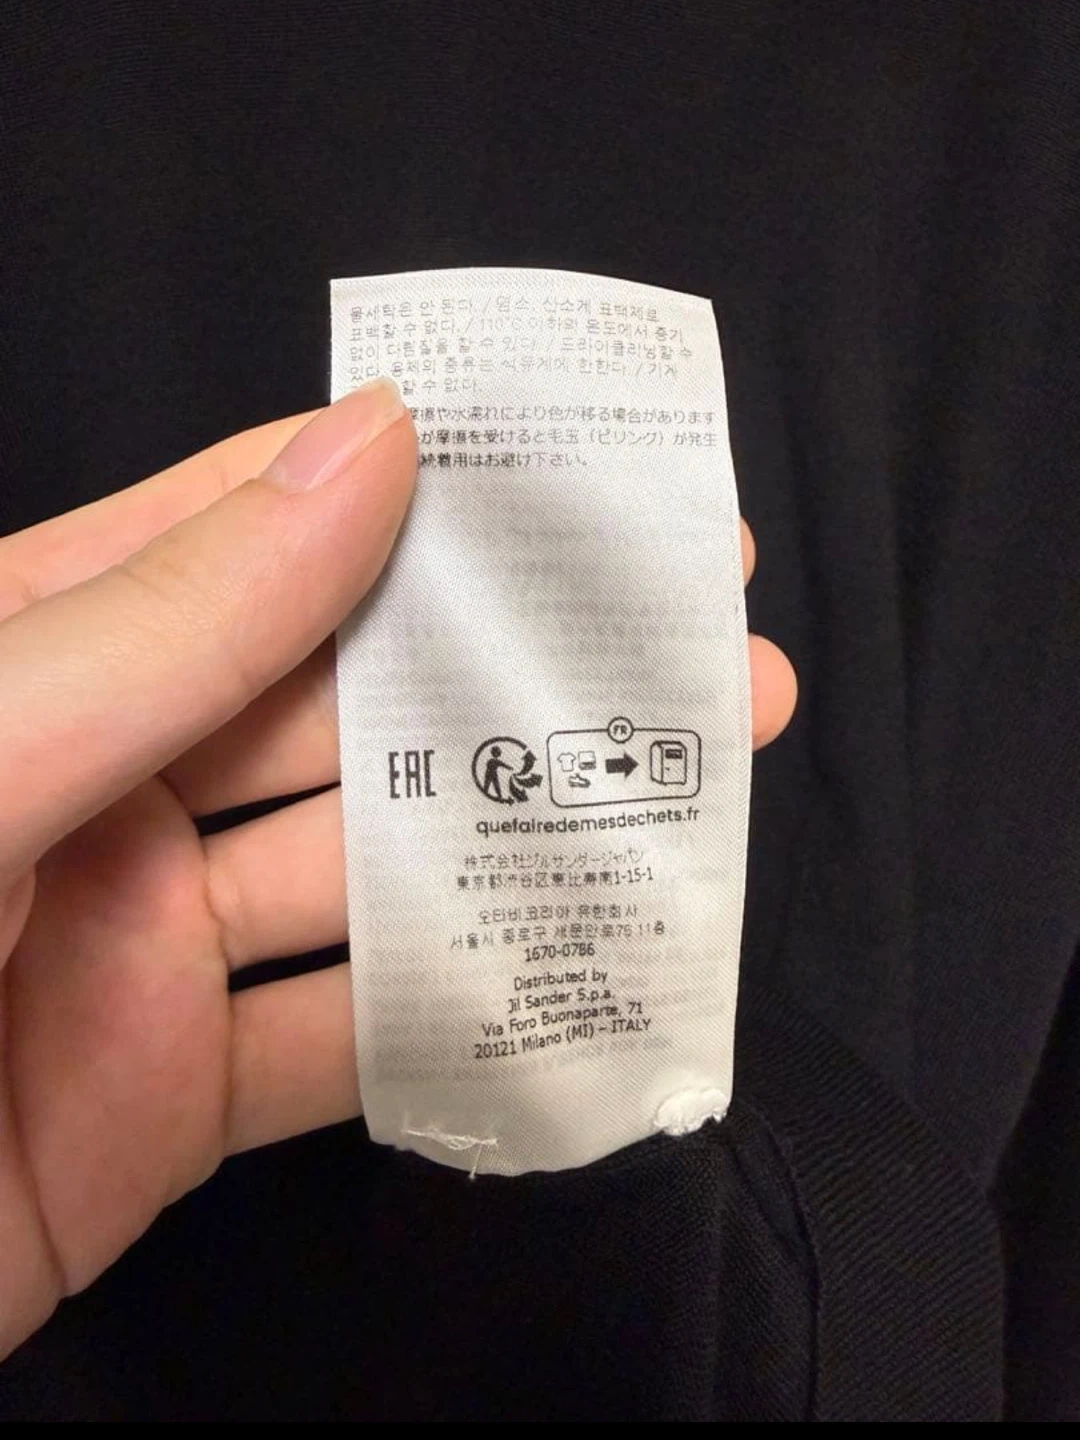 물세탁은 안 된다. / 염소, 산소계 표백제로
표백할 수 없다. / 110°C 이하의 온도에서 증기
없이 다림질을 할 수 있다. / 드라이클리닝할 수
있다. 용제의 종류는 석유계에 한한다. / 기계
할 수 없다.
摩擦や水濡れにより色が移る場合があります
が摩擦を受けると毛玉（ピリング）が発生
続着用はお避け下さい。
EAC
FR
quefairedemesdechets.fr
株式会社ジルサンダージャパン
東京都渋谷区恵比寿南1-15-1
오티비코리아 유한회사
서울시 종로구 새문안로75 11층
1670-0786
Distributed by
Jil Sander S.p.a.
Via Foro Buonaparte, 71
20121 Milano (MI) - ITALY